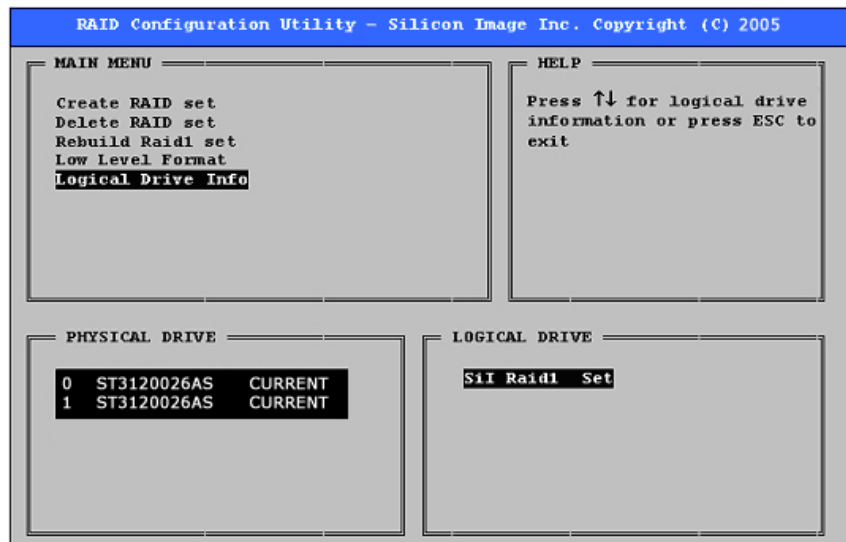 RAID Configuration Utility - Silicon Image Inc. Copyright (C) 2005
MAIN MENU
Create RAID set
Delete RAID set
Rebuild Raid1 set
Low Level Format
Logical Drive Info
HELP
Press ↑↓ for logical drive
information or press ESC to
exit
PHYSICAL DRIVE
0 ST3120026AS CURRENT
1 ST3120026AS CURRENT
LOGICAL DRIVE
SiI Raid1 Set